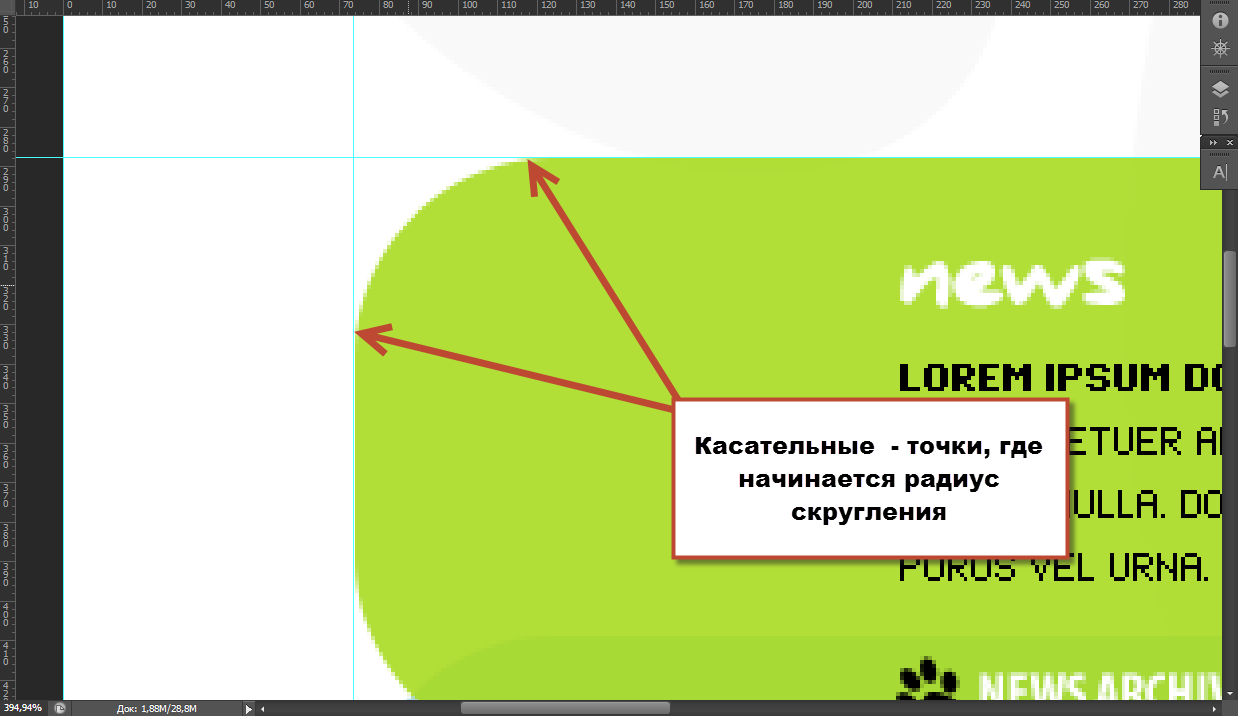 10 0 10 20 30 40 50 60 70 80 90 100 110 120 130 140 150 160 170 180 190 200 210 220 230 240 250 260 270 280
260
270
280
290
300
310
320
330
340
350
360
370
380
390
400
410
news
LOREM IPSUM DO
Касательные - точки, где
начинается радиус
скругления
ETUER A
ULLA. DO
PURUS VEL URNA.
NEWS ARCHIV
394,94% Док: 1,88M/28,8M
A|